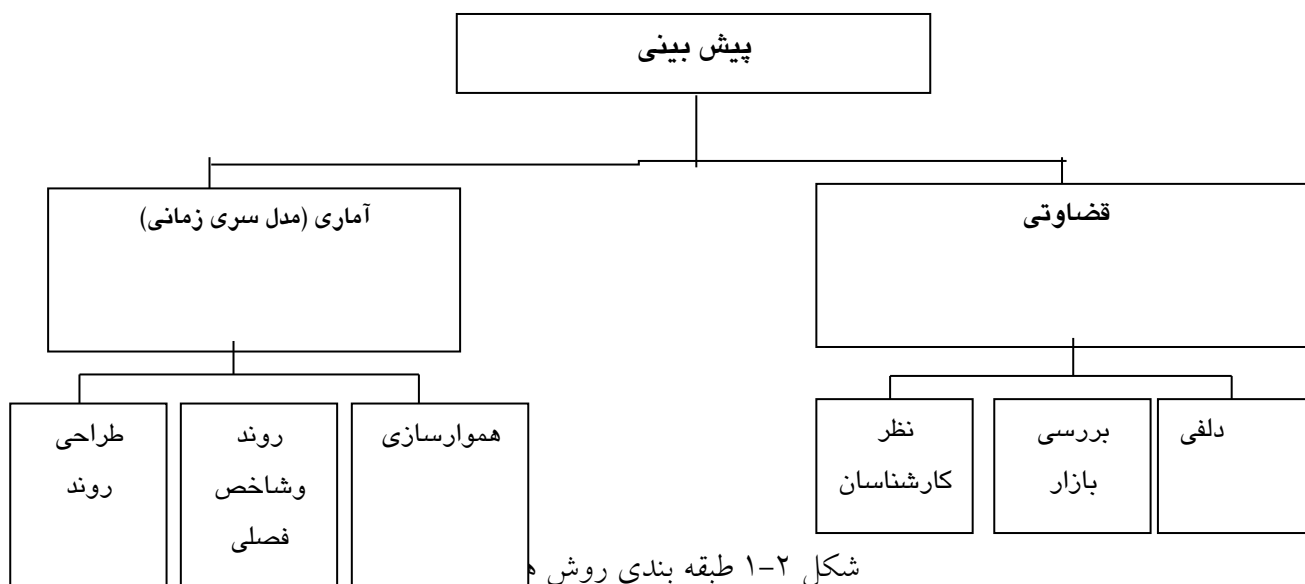 پیش بینی
قضاوتی
آماری (مدل سری زمانی)
دلفی
بررسی
بازار
نظر
کارشناسان
هموارسازی
روند
وشاخص
فصلی
طراحی
روند
شکل ۲-۱ طبقه بندی روش